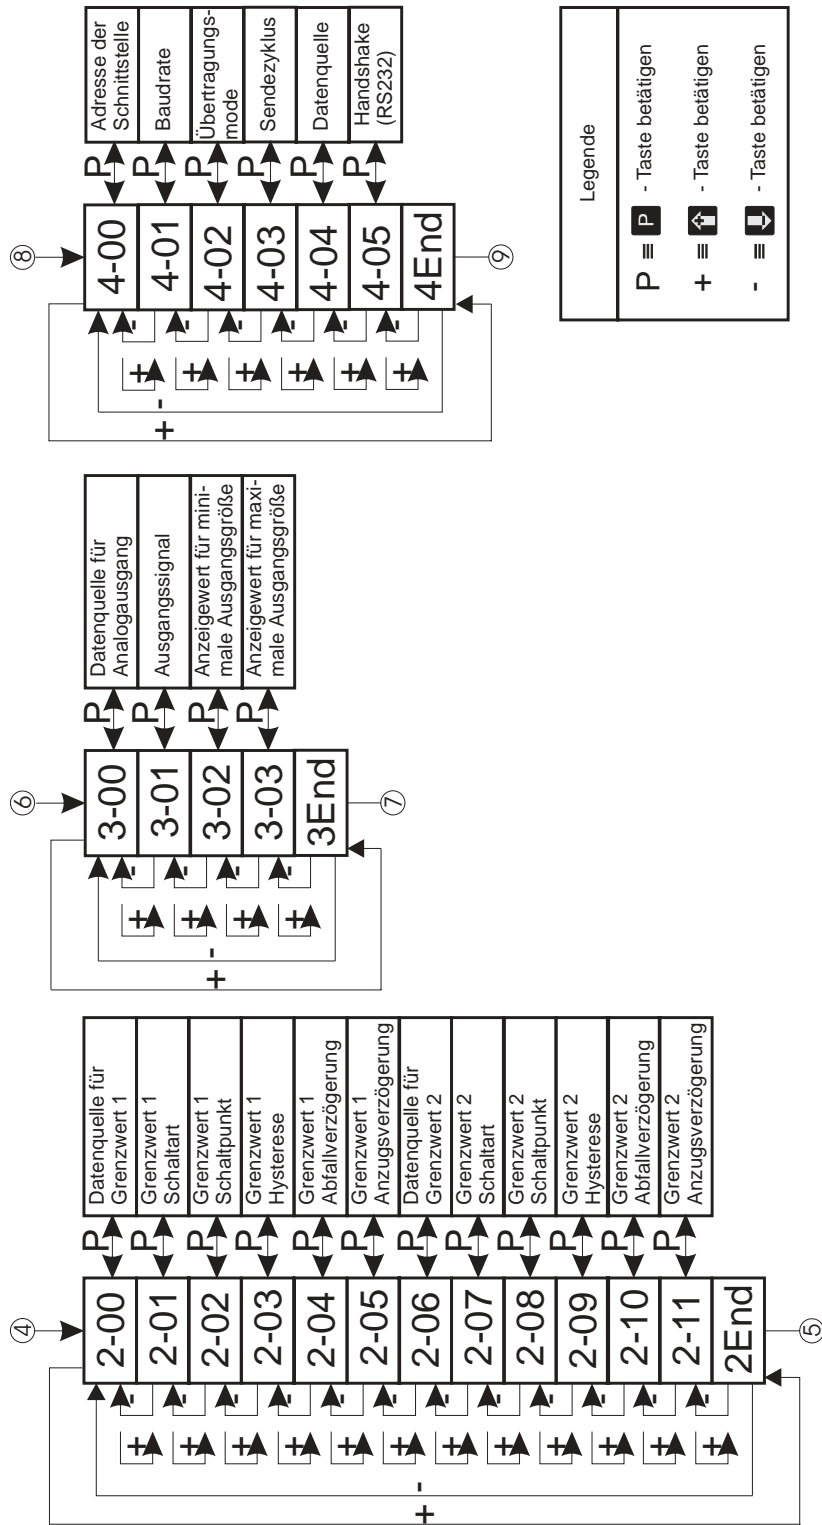 ④
2-00 P Datenquelle für
Grenzwert 1
2-01 P Grenzwert 1
Schaltart
2-02 P Grenzwert 1
Schaltpunkt
2-03 P Grenzwert 1
Hysterese
2-04 P Grenzwert 1
Abfallverzögerung
2-05 P Grenzwert 1
Anzugsverzögerung
2-06 P Datenquelle für
Grenzwert 2
2-07 P Grenzwert 2
Schaltart
2-08 P Grenzwert 2
Schaltpunkt
2-09 P Grenzwert 2
Hysterese
2-10 P Grenzwert 2
Abfallverzögerung
2-11 P Grenzwert 2
Anzugsverzögerung
2End
+ -
+ -
+ -
+ -
+ -
+ -
+ -
+ -
+ -
+ -
+ -
+ -
+ -
⑤
⑥
3-00 P Datenquelle für
Analogausgang
3-01 P Ausgangssignal
3-02 P Anzeigewert für mini-
male Ausgangsgröße
3-03 P Anzeigewert für maxi-
male Ausgangsgröße
3End
+ -
+ -
+ -
+ -
+ -
⑦
⑧
4-00 P Adresse der
Schnittstelle
4-01 P Baudrate
4-02 P Übertragungs-
mode
4-03 P Sendezyklus
4-04 P Datenquelle
4-05 P Handshake
(RS232)
4End
+ -
+ -
+ -
+ -
+ -
+ -
+ -
⑨
Legende
P ≡ P - Taste betätigen
+ ≡ - Taste betätigen
- ≡ - Taste betätigen